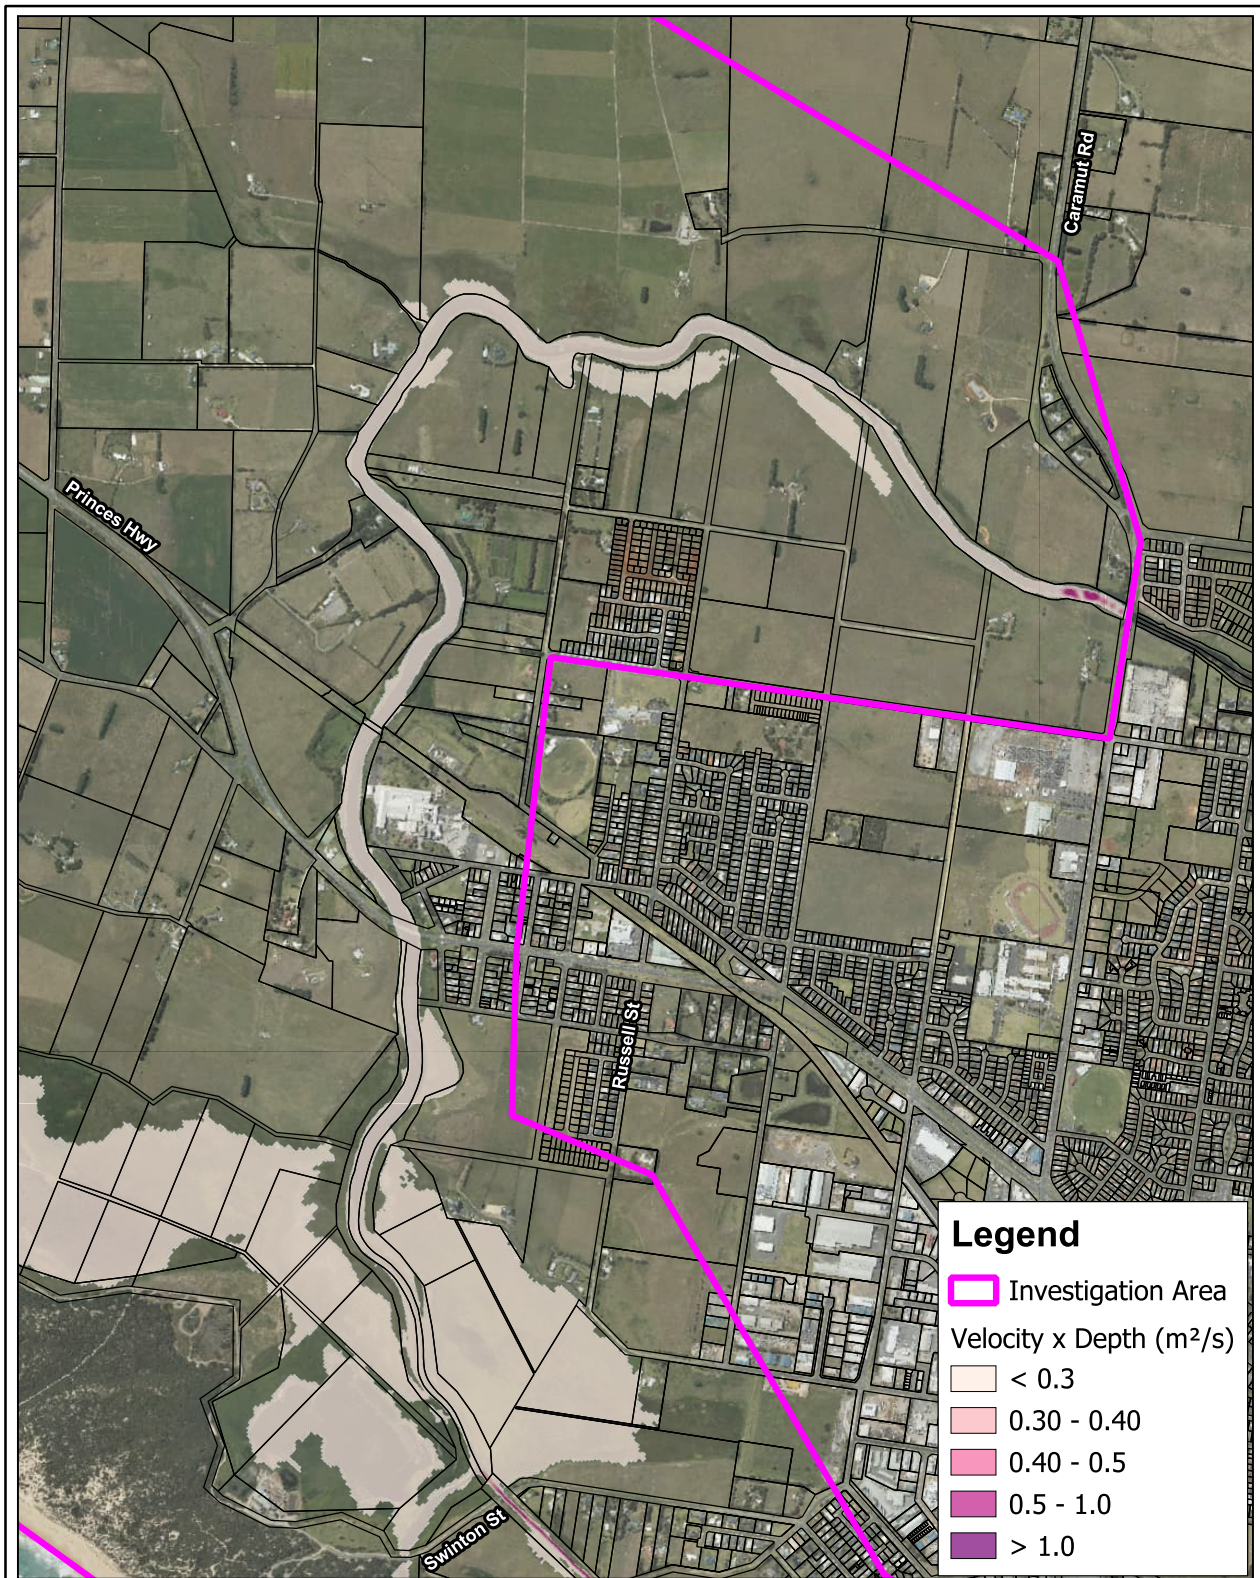 Caramut Rd
Princes Hwy
Russell St
Swinton St
Legend
Investigation Area
Velocity x Depth (m²/s)
< 0.3
0.30 - 0.40
0.40 - 0.5
0.5 - 1.0
> 1.0